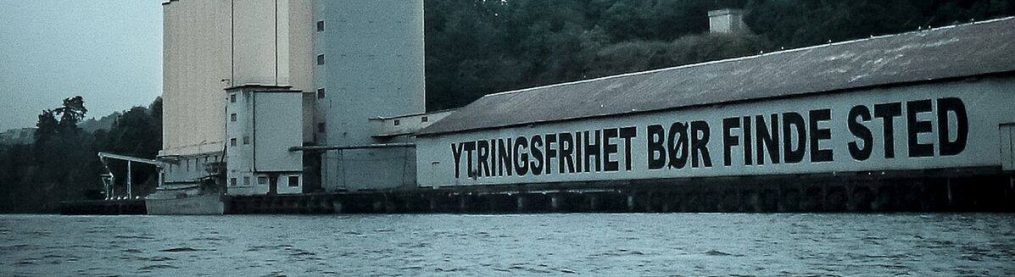 YTRINGSFRIHET BØR FINDE STED